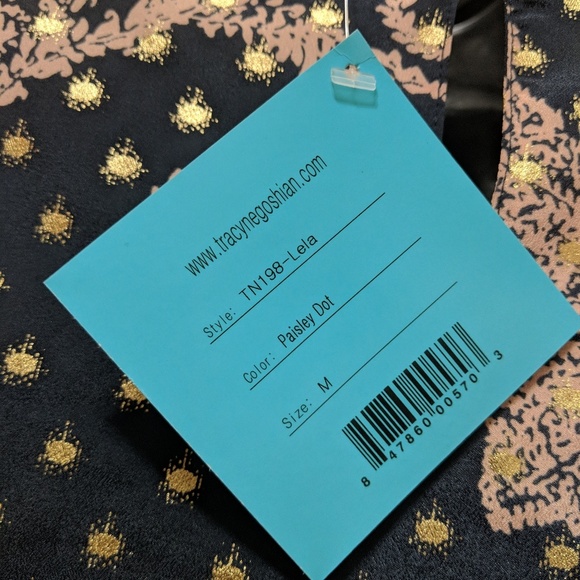 www.tracynegoshian.com
Style: TN198-Lela
Color: Paisley Dot
Size: M
8 47860 00570 3